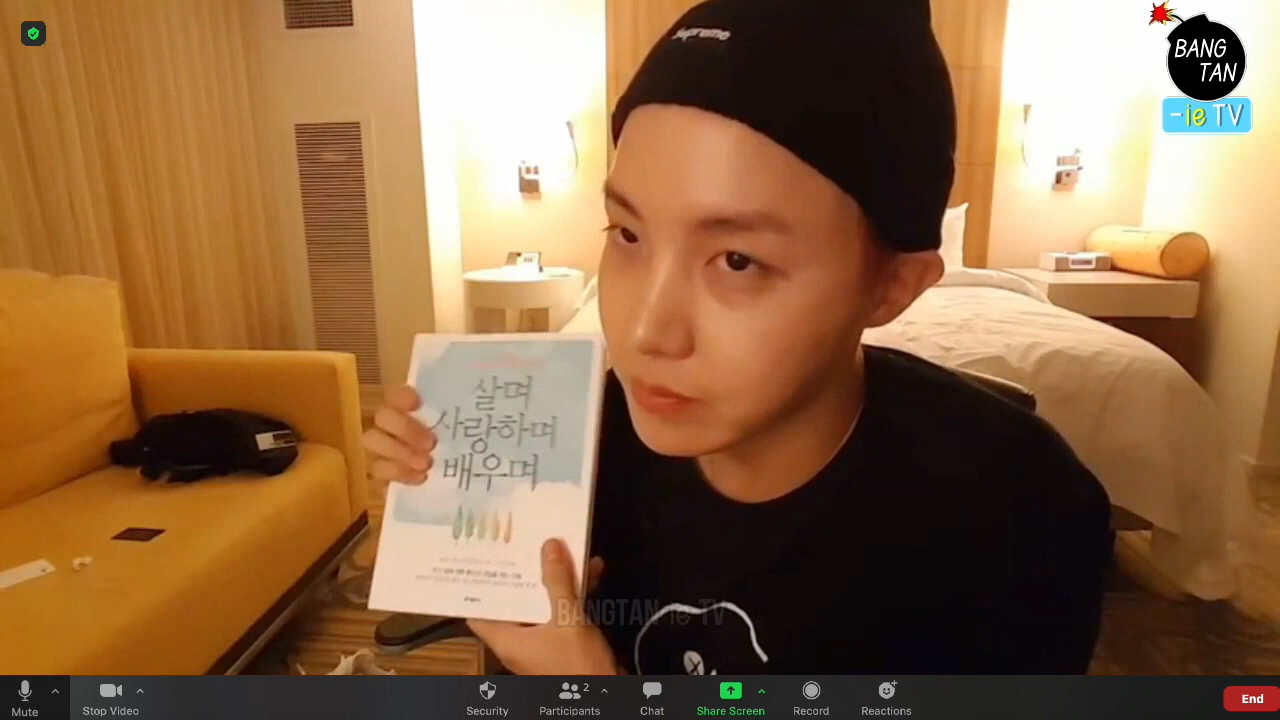 Supreme
BANG
TAN
-ie TV
살며
사랑하며
배우며
BANGTAN ie TV
Mute
Stop Video
Security
Participants
2
Chat
Share Screen
Record
Reactions
End